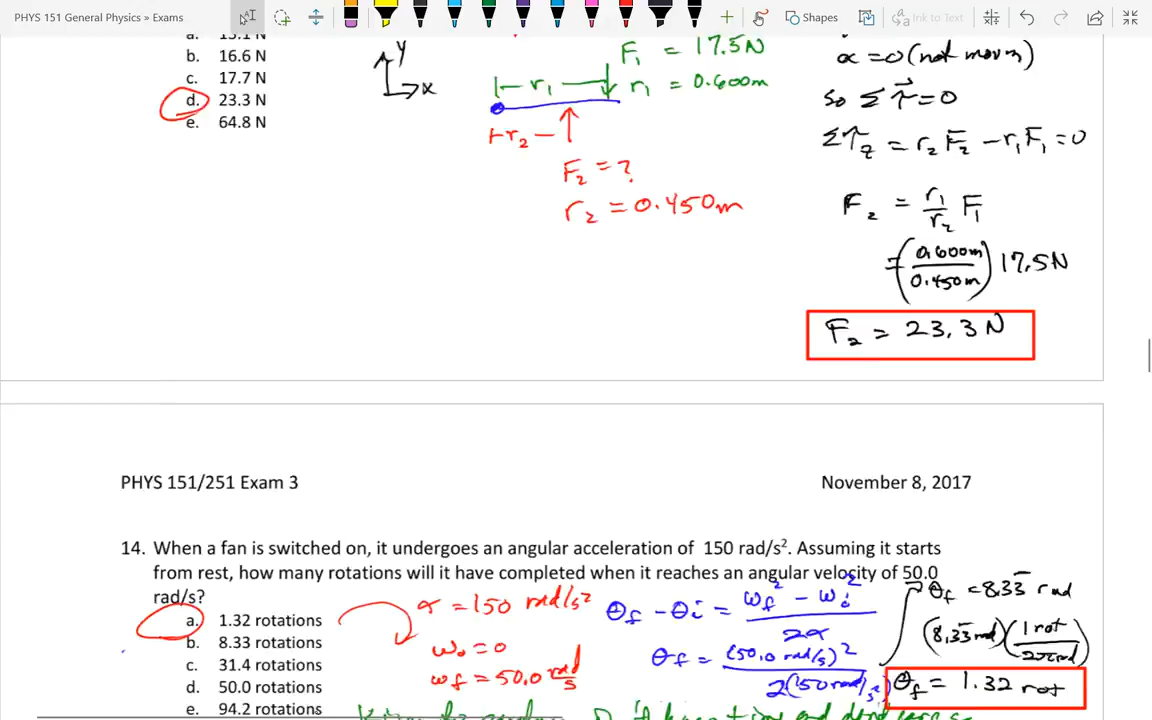 PHYS 151 General Physics » Exams
Shapes
Ink to Text
a. 13.1 N
b. 16.6 N
c. 17.7 N
d. 23.3 N
e. 64.8 N
Y
x
F₁ = 17.5N
r₁
r₁ = 0.600m
r₂
F₂ = ?
r₂ = 0.450m
α = 0 (not movin)
so Σ τ⃗ = 0
Στz = r₂F₂ - r₁F₁ = 0
F₂ = r₁/r₂ F₁
= (0.600m/0.450m) 17.5N
F₂ = 23.3 N
PHYS 151/251 Exam 3
November 8, 2017
14. When a fan is switched on, it undergoes an angular acceleration of 150 rad/s². Assuming it starts
from rest, how many rotations will it have completed when it reaches an angular velocity of 50.0
rad/s?
a. 1.32 rotations
b. 8.33 rotations
c. 31.4 rotations
d. 50.0 rotations
e. 94.2 rotations
α = 150 rad/s²
ω₀ = 0
ωf = 50.0 rad/s
θf - θi = ωf² - ω₀² / 2α
θf = (50.0 rad/s)² / 2(150 rad/s²)
θf = 8.33 rad
(8.33 rad)(1 rot/2π rad)
θf = 1.32 rot